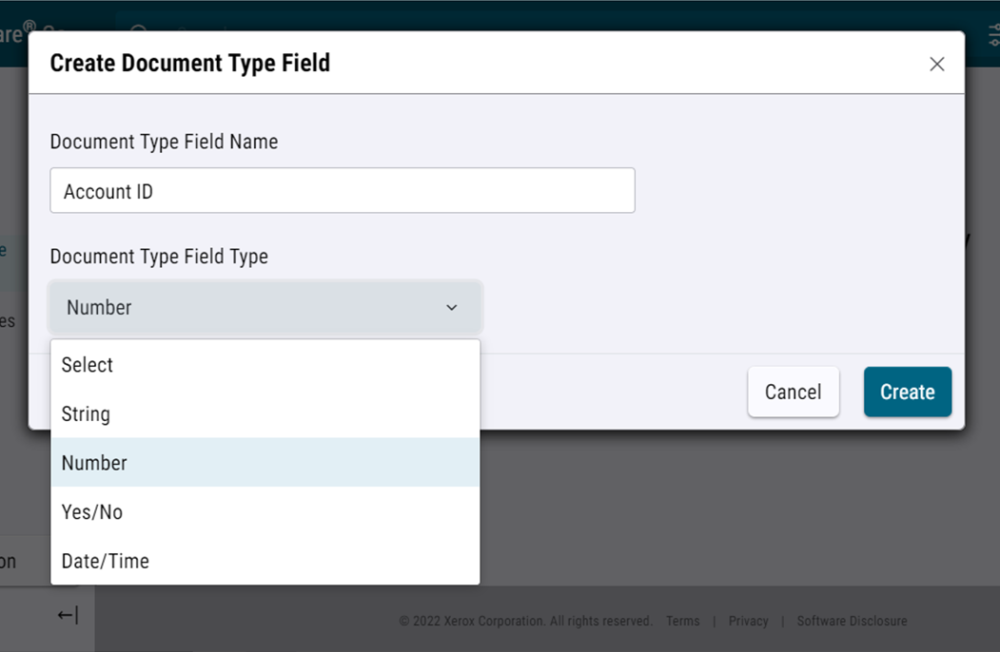 are®
Create Document Type Field
Document Type Field Name
Account ID
e
Document Type Field Type
Number
es
Select
Cancel
Create
String
Number
Yes/No
Date/Time
on
© 2022 Xerox Corporation. All rights reserved. Terms | Privacy | Software Disclosure